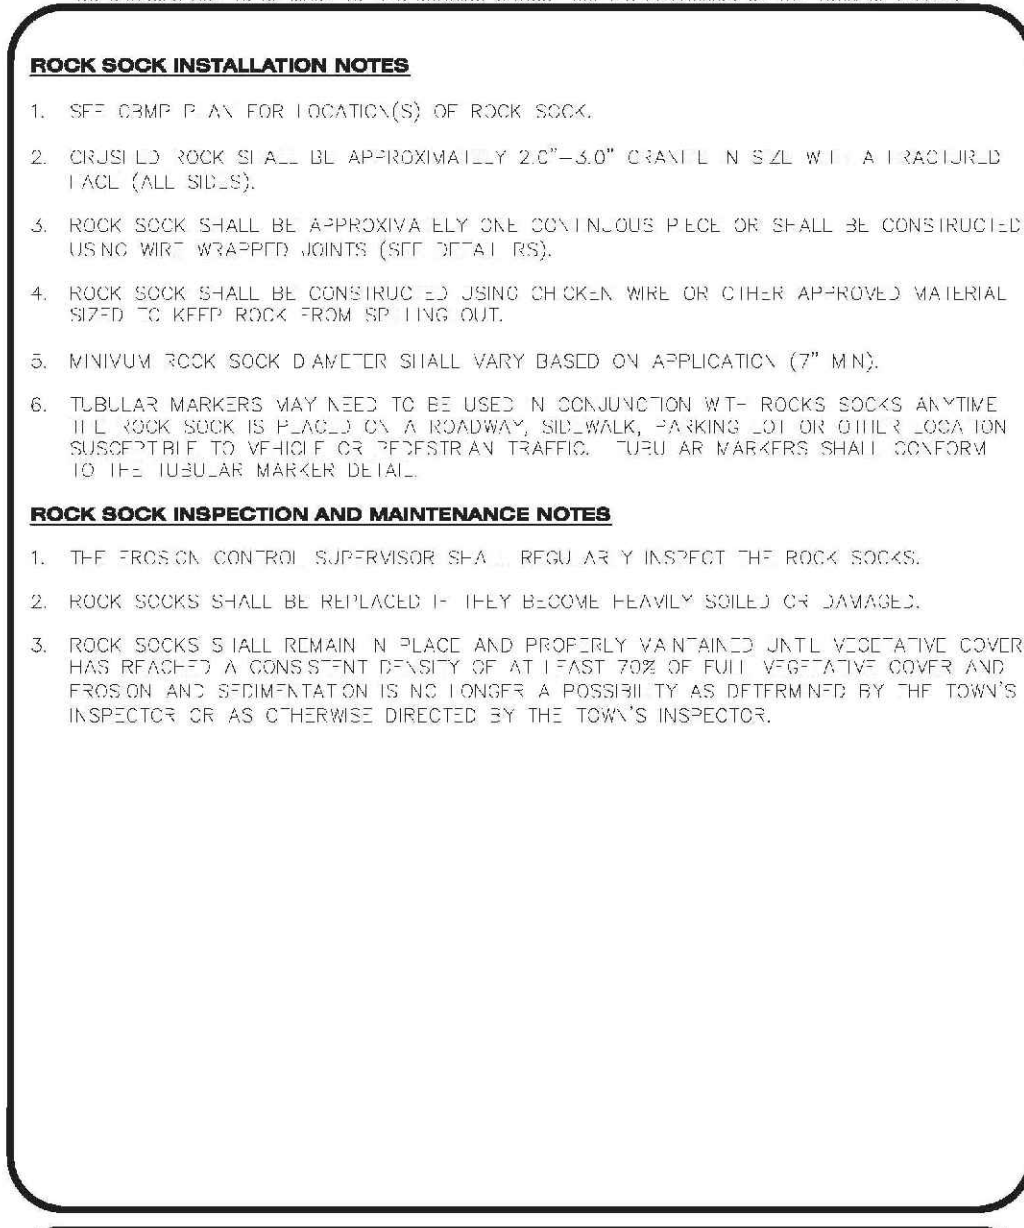 ROCK SOCK INSTALLATION NOTES
1. SEE CBMP PLAN FOR LOCATION(S) OF ROCK SOCK.
2. CRUSHED ROCK SHALL BE APPROXIMATELY 2.0"-3.0" GRANITE IN SIZE WITH A FRACTURED
FACE (ALL SIDES).
3. ROCK SOCK SHALL BE APPROXIMATELY ONE CONTINUOUS PIECE OR SHALL BE CONSTRUCTED
USING WIRE WRAPPED JOINTS (SEE DETAIL RS).
4. ROCK SOCK SHALL BE CONSTRUCTED USING CHICKEN WIRE OR OTHER APPROVED MATERIAL
SIZED TO KEEP ROCK FROM SPILLING OUT.
5. MINIMUM ROCK SOCK DIAMETER SHALL VARY BASED ON APPLICATION (7" MIN).
6. TUBULAR MARKERS MAY NEED TO BE USED IN CONJUNCTION WITH ROCKS SOCKS ANYTIME
THE ROCK SOCK IS PLACED ON A ROADWAY, SIDEWALK, PARKING LOT OR OTHER LOCATION
SUSCEPTIBLE TO VEHICLE OR PEDESTRIAN TRAFFIC. TUBULAR MARKERS SHALL CONFORM
TO THE TUBULAR MARKER DETAIL.
ROCK SOCK INSPECTION AND MAINTENANCE NOTES
1. THE EROSION CONTROL SUPERVISOR SHALL REGULARLY INSPECT THE ROCK SOCKS.
2. ROCK SOCKS SHALL BE REPLACED IF THEY BECOME HEAVILY SOILED OR DAMAGED.
3. ROCK SOCKS SHALL REMAIN IN PLACE AND PROPERLY MAINTAINED UNTIL VEGETATIVE COVER
HAS REACHED A CONSISTENT DENSITY OF AT LEAST 70% OF FULL VEGETATIVE COVER AND
EROSION AND SEDIMENTATION IS NO LONGER A POSSIBILITY AS DETERMINED BY THE TOWN'S
INSPECTOR OR AS OTHERWISE DIRECTED BY THE TOWN'S INSPECTOR.